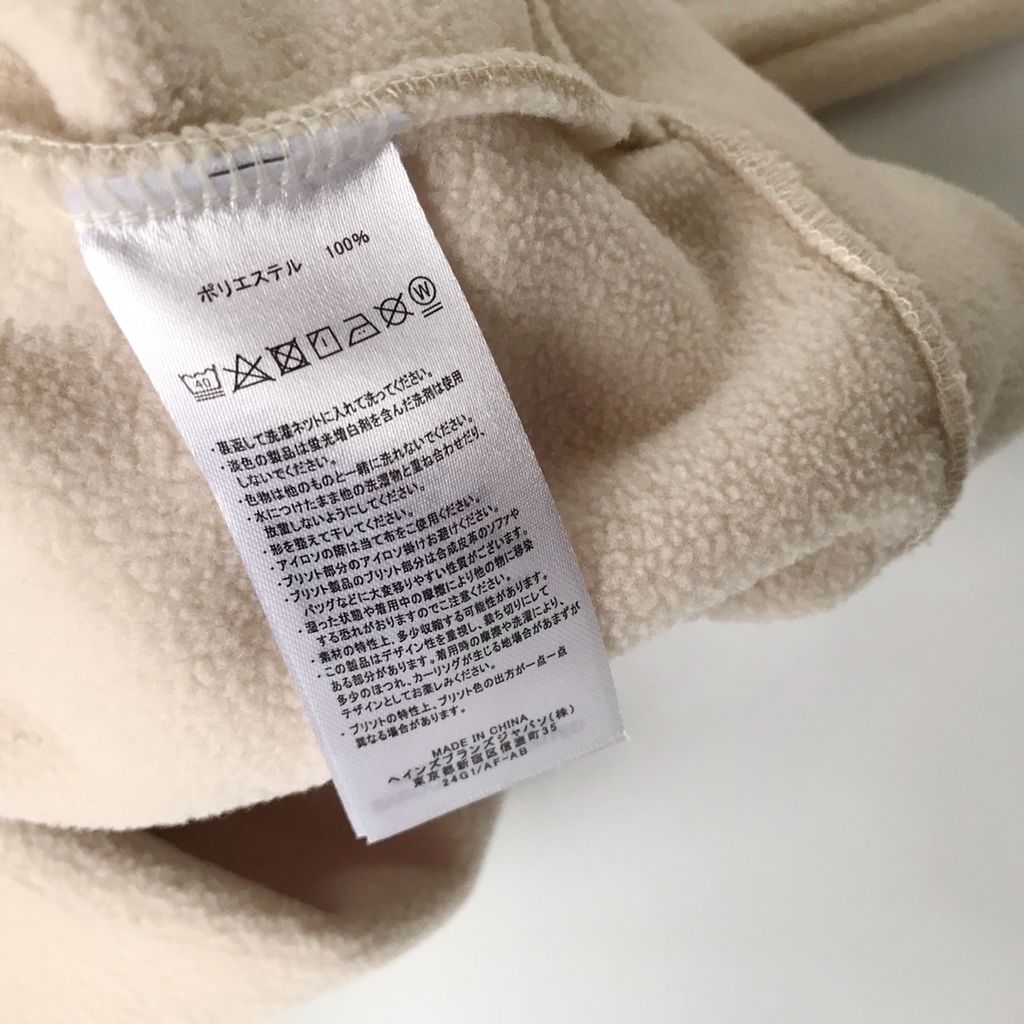 ポリエステル 100%
40 W
・裏返して洗濯ネットに入れて洗ってください。
・淡色の製品は蛍光増白剤を含んだ洗剤は使用
しないでください。
・色物は他のものと一緒に洗れないでください。
・水につけたまま他の洗濯物と重ね合わせだり、
放置しないようにしてください。
・形を整えて干してください。
・アイロンの際は当て布をご使用ください。
・プリント部分のアイロン掛けお避けください。
・プリント製品のプリント部分は合成皮革のソファや
バッグなどに大変移りやすい性質がございます。
・湿った状態や着用中の摩擦により他の物に移染
する恐れがおりますのでご注意ください。
・素材の特性上、多少収縮する可能性があります。
・この製品はデザイン性を重視し、裁ち切りにして
ある部分があります。着用時の摩擦や洗濯により、
多少のほつれ、カーリングが生じる地場合があまずが
デザインとしてお楽しみください。
・プリントの特性上、プリント色の出方が一点一点
異なる場合があります。
MADE IN CHINA
ヘインズブランズジャパン(株)
東京都新宿区信濃町35
24G1/AF-AB